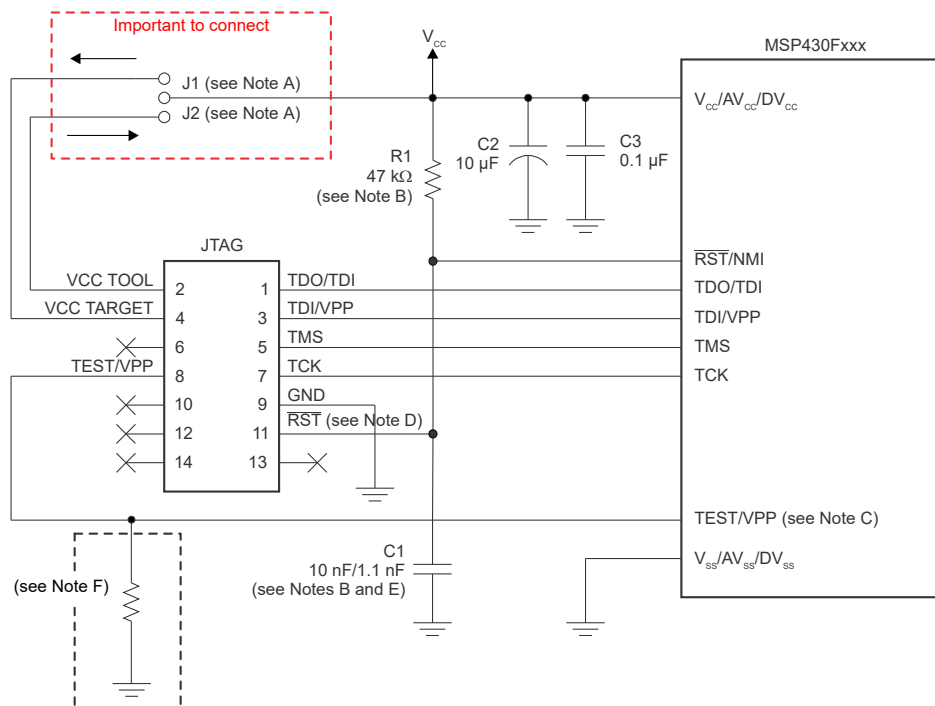 Important to connect
J1 (see Note A)
J2 (see Note A)
VCC
MSP430Fxxx
VCC/AVCC/DVCC
C2
10 µF
C3
0.1 µF
R1
47 kΩ
(see Note B)
JTAG
RST/NMI
VCC TOOL
2
1
TDO/TDI
TDO/TDI
VCC TARGET
4
3
TDI/VPP
TDI/VPP
6
5
TMS
TMS
TEST/VPP
8
7
TCK
TCK
10
9
GND
12
11
RST (see Note D)
14
13
TEST/VPP (see Note C)
C1
10 nF/1.1 nF
(see Notes B and E)
VSS/AVSS/DVSS
(see Note F)